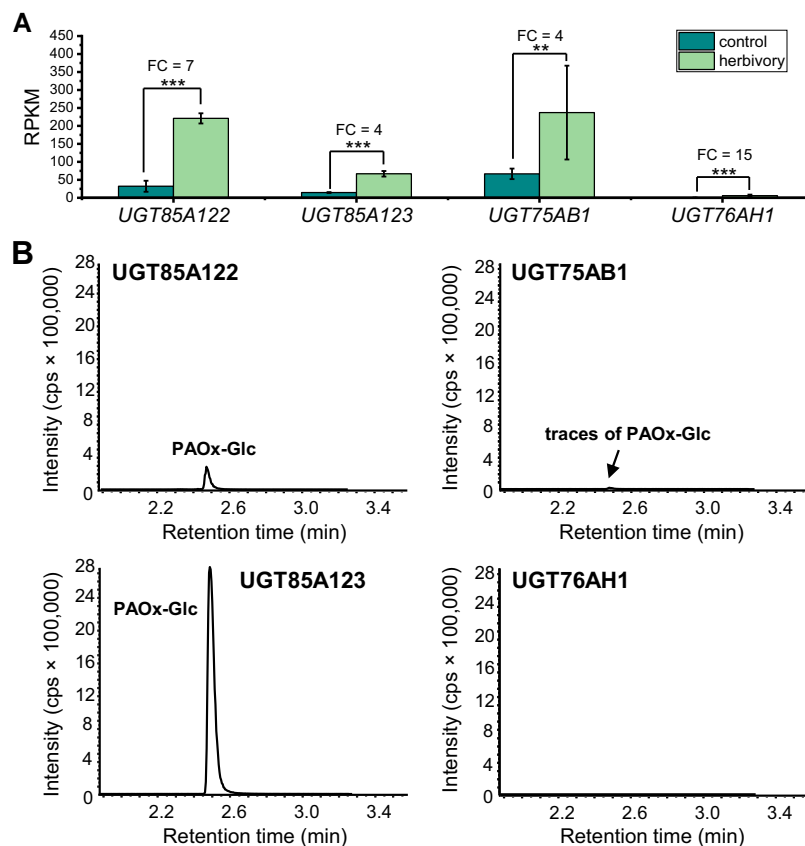 A
450
400
350
300
250
200
150
100
50
0
RPKM
FC = 7
***
FC = 4
***
FC = 4
**
FC = 15
***
control
herbivory
UGT85A122
UGT85A123
UGT75AB1
UGT76AH1
B
UGT85A122
28
24
20
16
12
8
4
0
Intensity (cps × 100,000)
PAOx-Glc
2.2 2.6 3.0 3.4
Retention time (min)
UGT75AB1
28
24
20
16
12
8
4
0
Intensity (cps × 100,000)
traces of PAOx-Glc
2.2 2.6 3.0 3.4
Retention time (min)
UGT85A123
28
24
20
16
12
8
4
0
Intensity (cps × 100,000)
PAOx-Glc
2.2 2.6 3.0 3.4
Retention time (min)
UGT76AH1
28
24
20
16
12
8
4
0
Intensity (cps × 100,000)
2.2 2.6 3.0 3.4
Retention time (min)